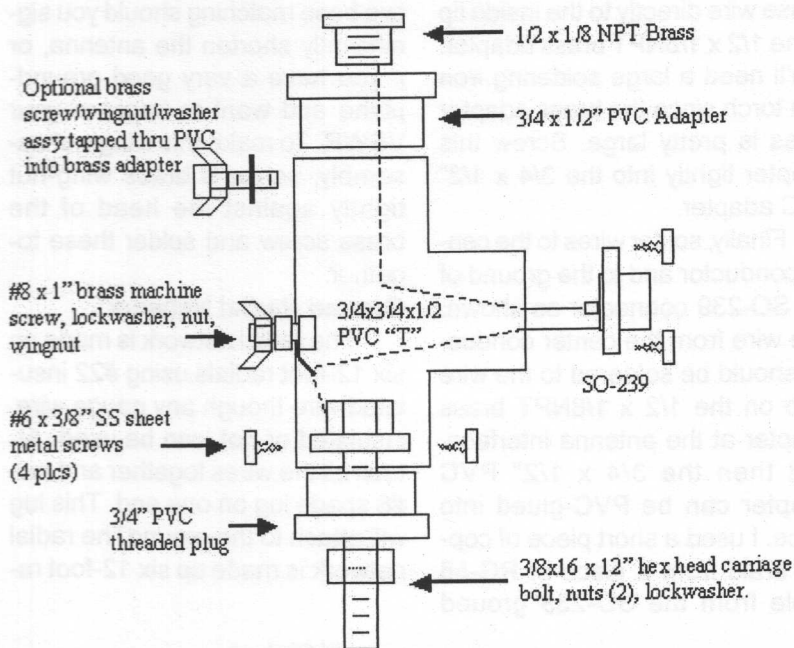 1/2 x 1/8 NPT Brass
Optional brass
screw/wingnut/washer
assy tapped thru PVC
into brass adapter
3/4 x 1/2" PVC Adapter
#8 x 1" brass machine
screw, lockwasher, nut,
wingnut
3/4x3/4x1/2
PVC "T"
SO-239
#6 x 3/8" SS sheet
metal screws
(4 plcs)
3/4" PVC
threaded plug
3/8x16 x 12" hex head carriage
bolt, nuts (2), lockwasher.